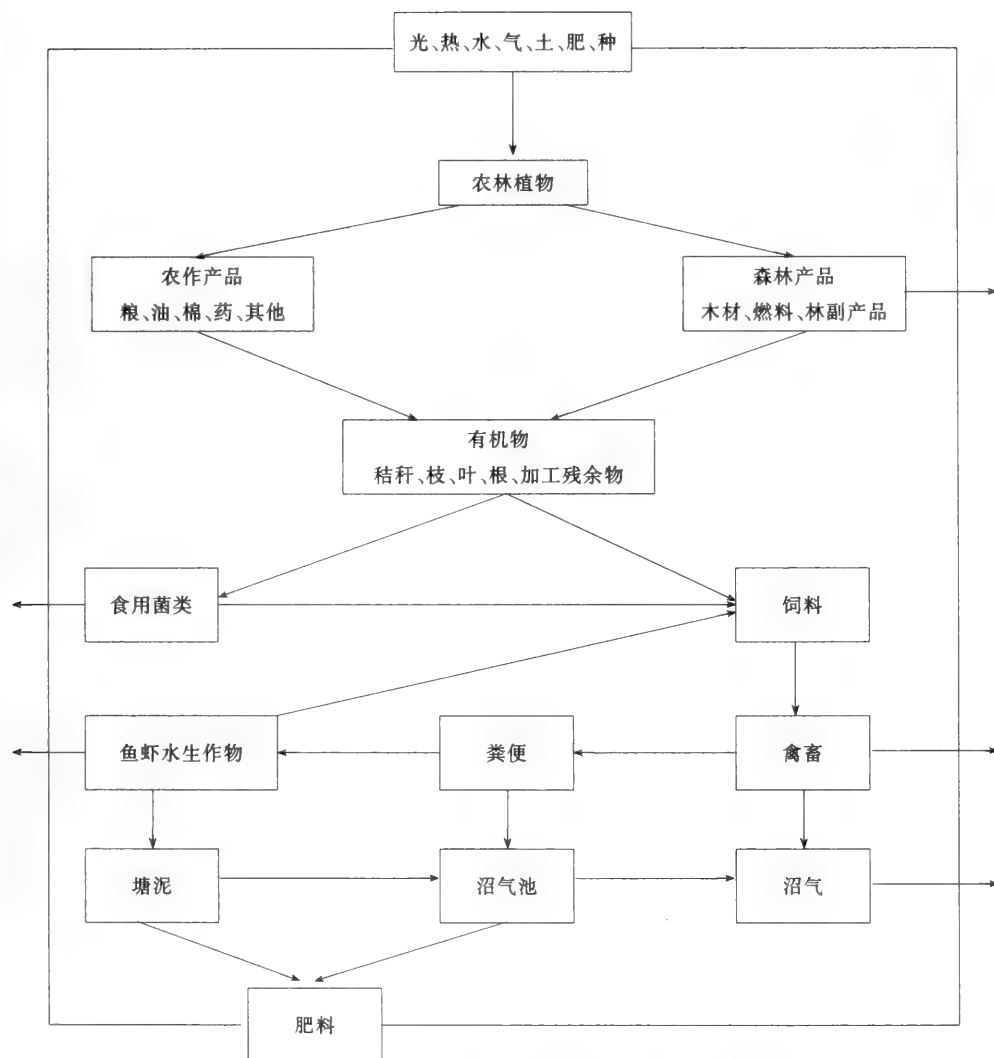 光、热、水、气、土、肥、种
农林植物
农作产品
粮、油、棉、药、其他
森林产品
木材、燃料、林副产品
有机物
秸秆、枝、叶、根、加工残余物
食用菌类
饲料
鱼虾水生作物
粪便
禽畜
塘泥
沼气池
沼气
肥料